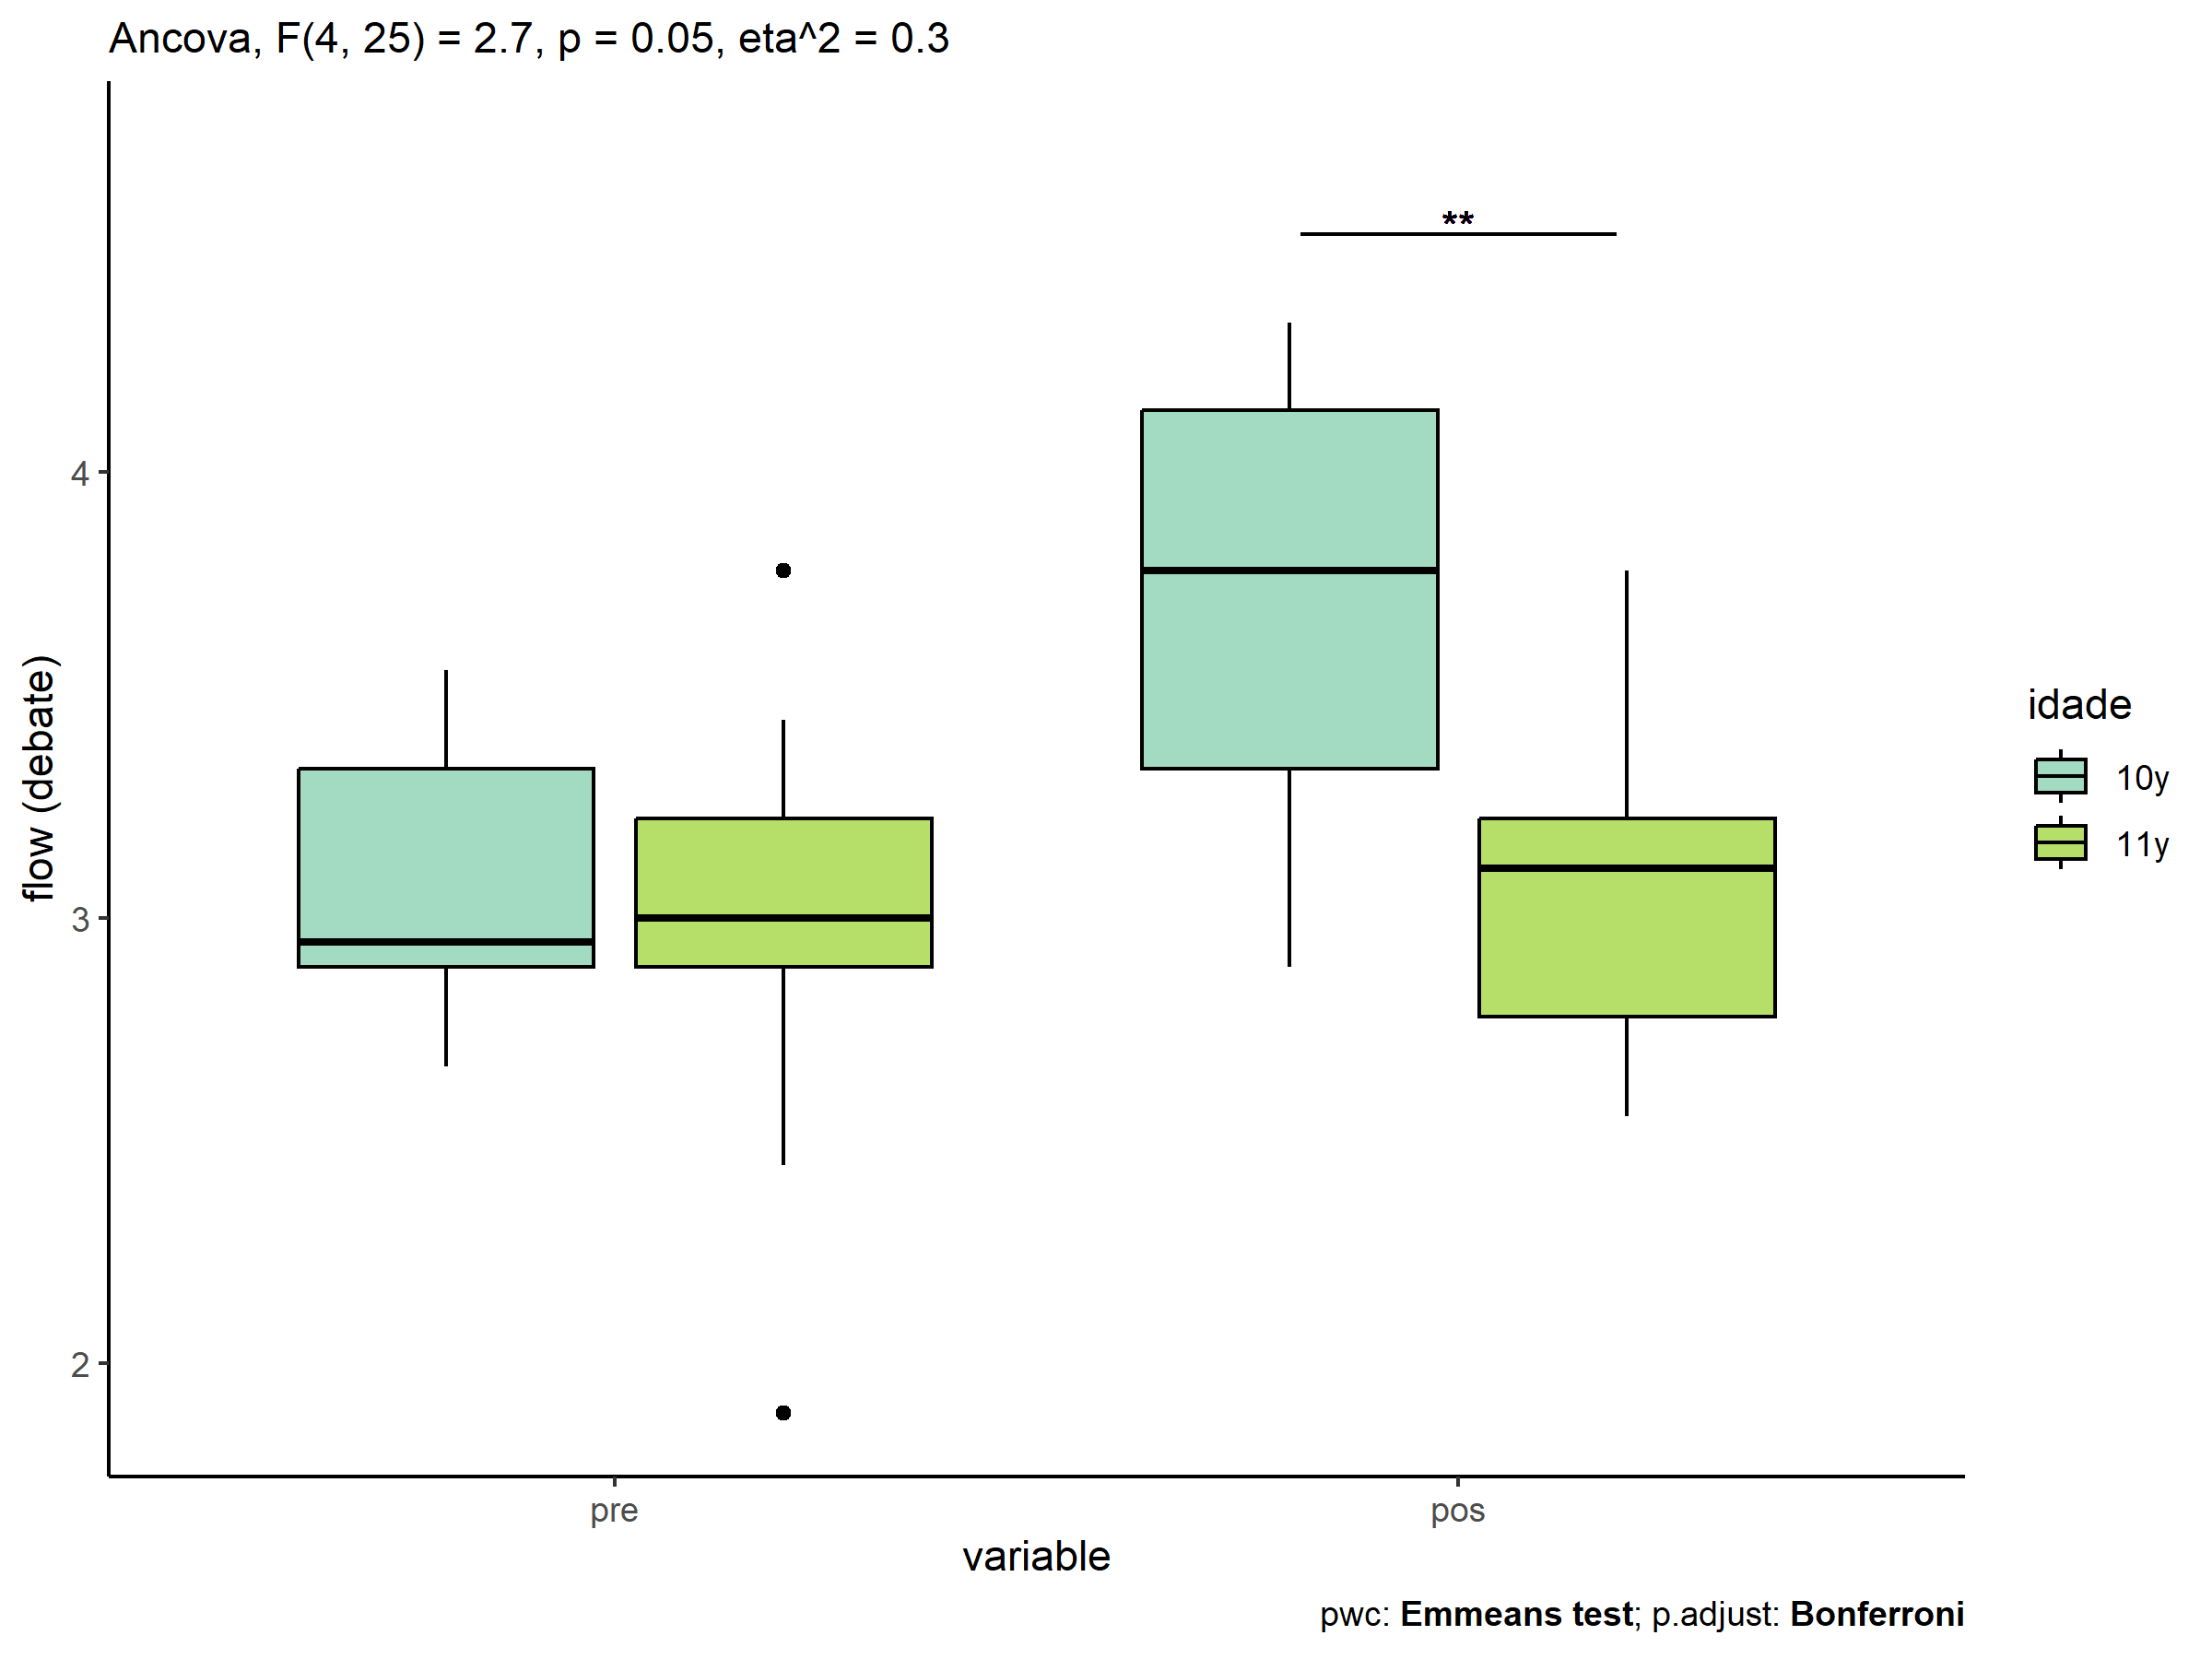 Ancova, F(4, 25) = 2.7, p = 0.05, eta^2 = 0.3
**
4
3
2
flow (debate)
pre
pos
variable
idade
10y
11y
pwc: Emmeans test; p.adjust: Bonferroni